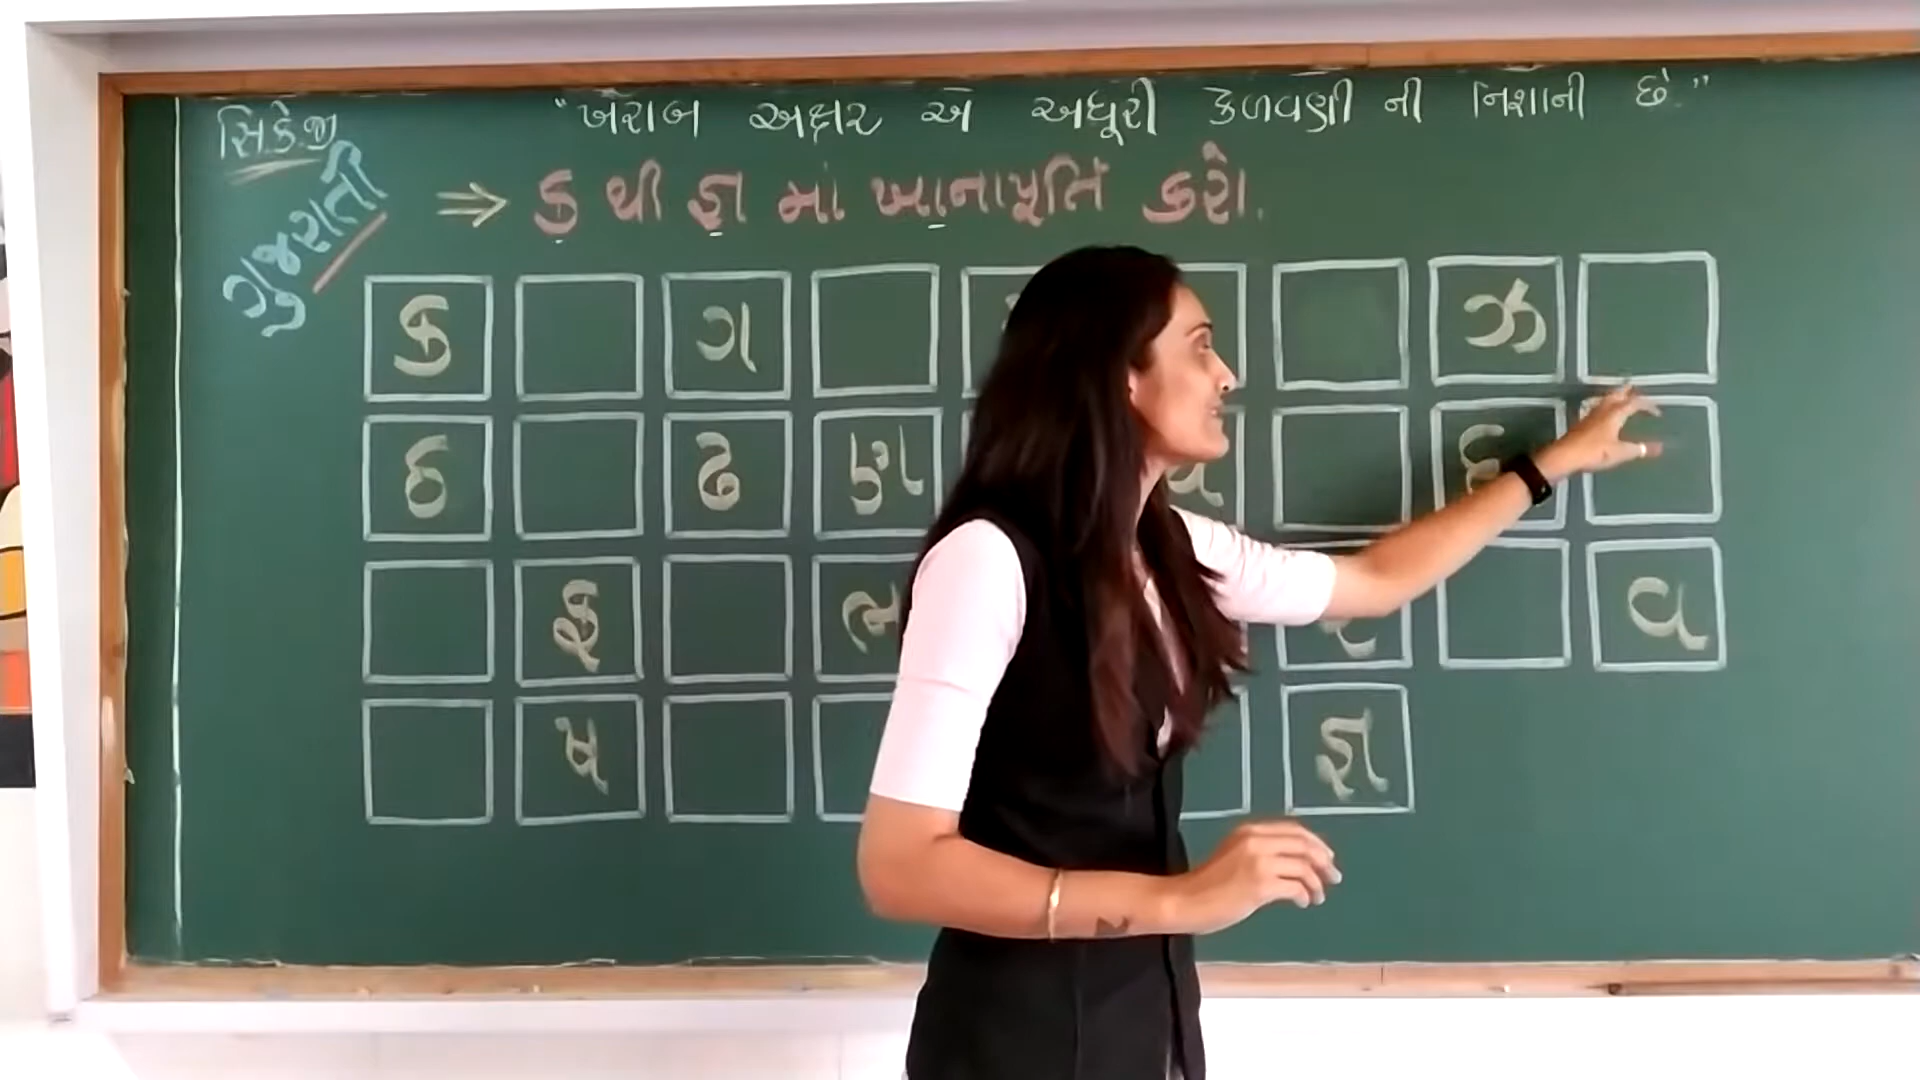 "ખરાબ અક્ષર એ અધૂરી કેળવણી ની નિશાની છે."
સિ.કે.જી
ગુજરાતી
⇒ ક થી જ્ઞ માં ખાનાપૂર્તિ કરો.
ક ગ ઝ
ઠ ઢ ણ દ
ફ ભ વ
ષ જ્ઞ